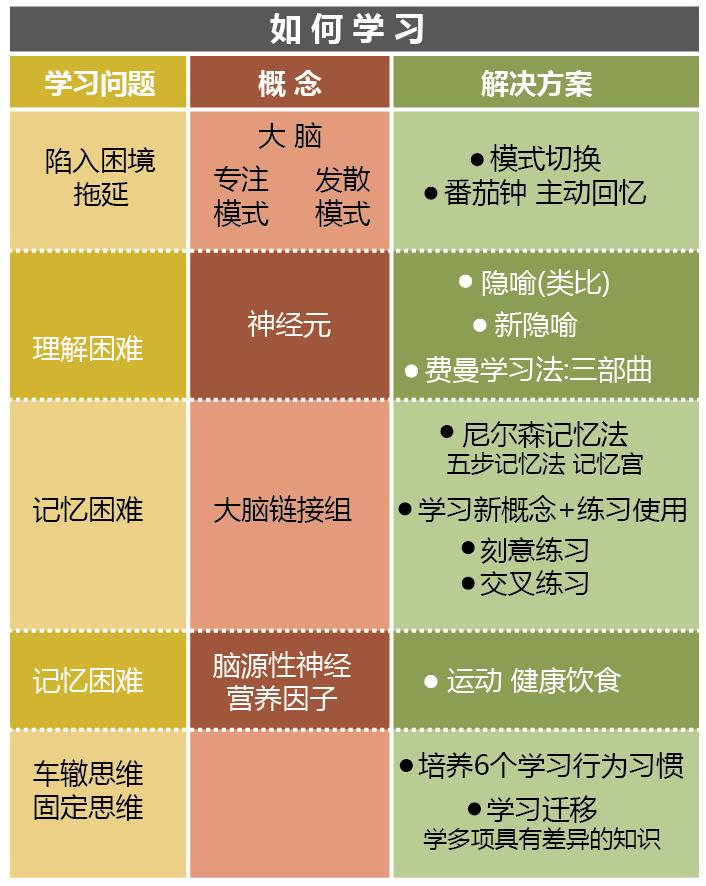 如何学习
学习问题 概念 解决方案
陷入困境
拖延
大脑
专注 发散
模式 模式
●模式切换
●番茄钟 主动回忆
理解困难
神经元
●隐喻(类比)
●新隐喻
●费曼学习法:三部曲
记忆困难
大脑链接组
●尼尔森记忆法
五步记忆法 记忆宫
●学习新概念+练习使用
●刻意练习
●交叉练习
记忆困难
脑源性神经
营养因子
●运动 健康饮食
车辙思维
固定思维
●培养6个学习行为习惯
●学习迁移
学多项具有差异的知识